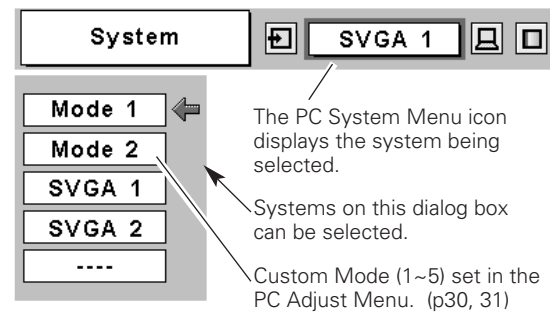 System
SVGA 1
Mode 1
Mode 2
SVGA 1
SVGA 2
----
The PC System Menu icon
displays the system being
selected.
Systems on this dialog box
can be selected.
Custom Mode (1~5) set in the
PC Adjust Menu. (p30, 31)